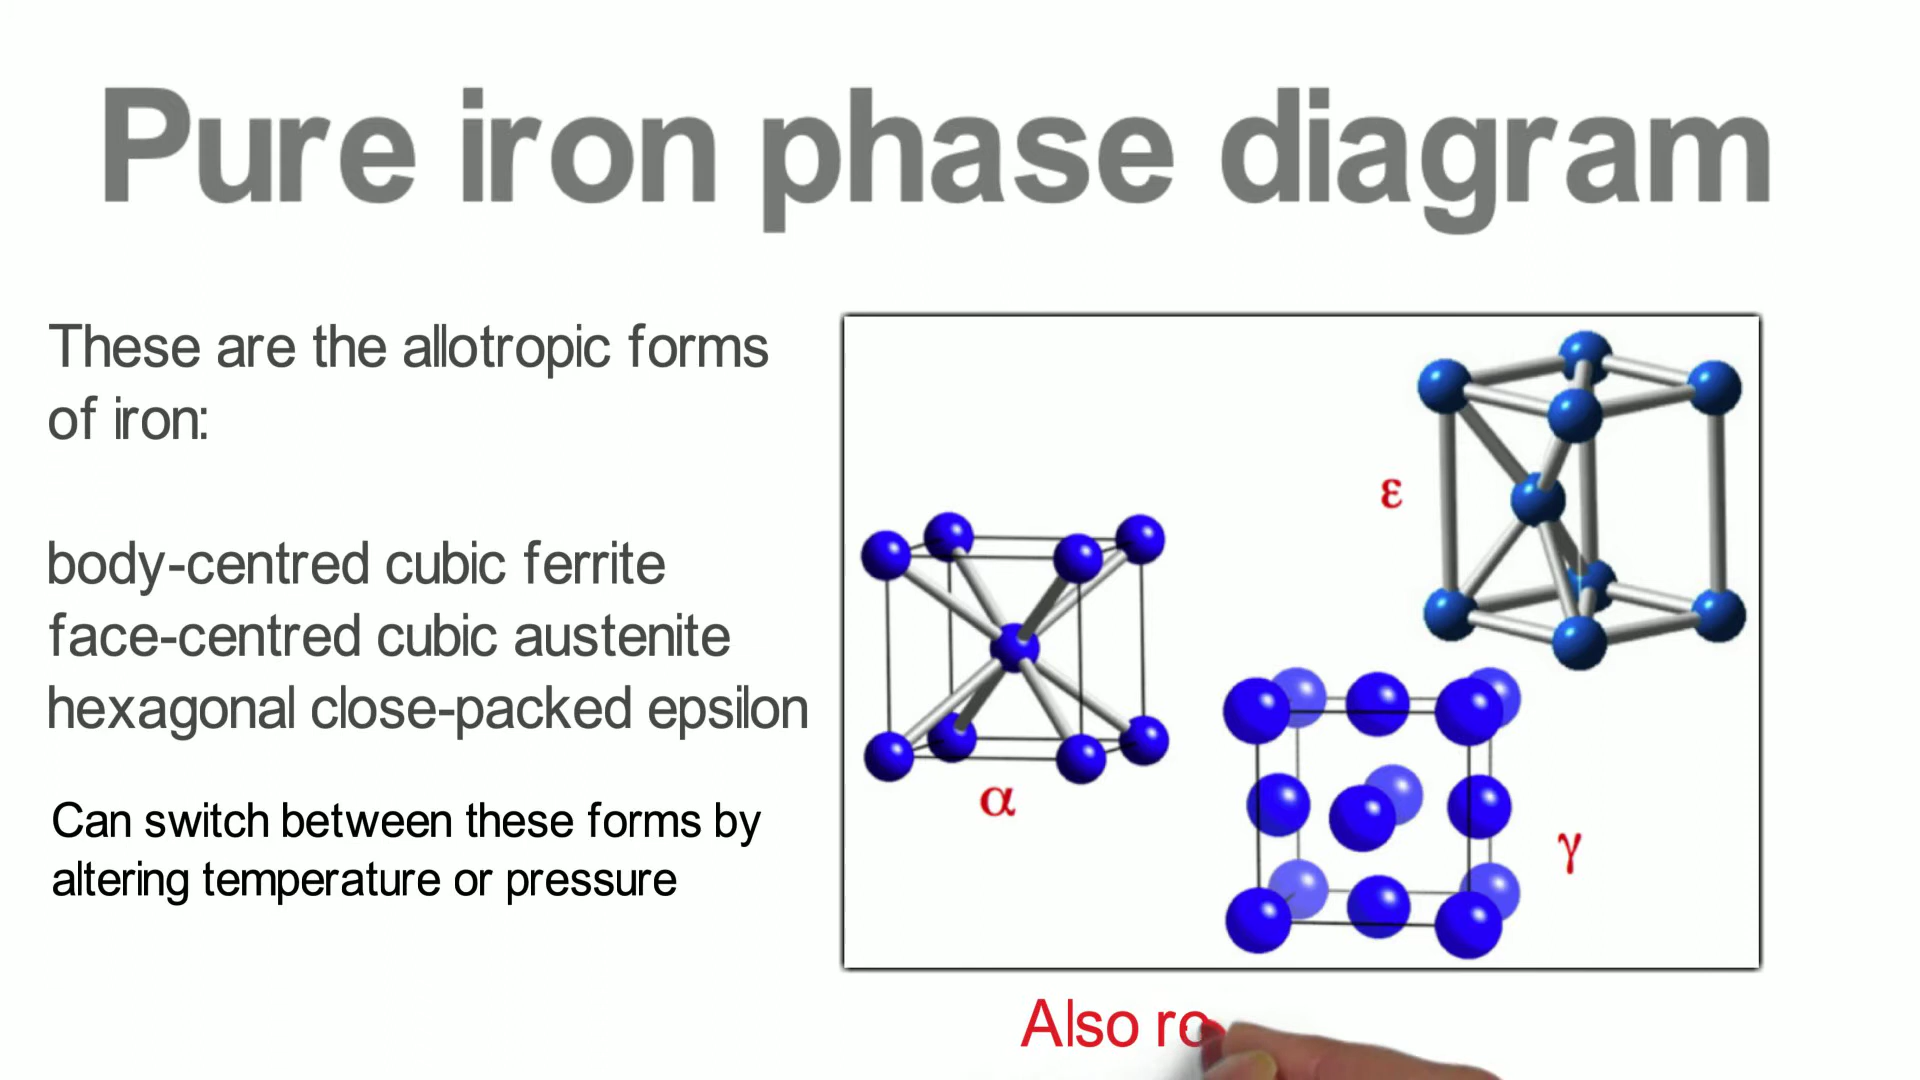 Pure iron phase diagram
These are the allotropic forms
of iron:
body-centred cubic ferrite
face-centred cubic austenite
hexagonal close-packed epsilon
Can switch between these forms by
altering temperature or pressure
ε
α
γ
Also